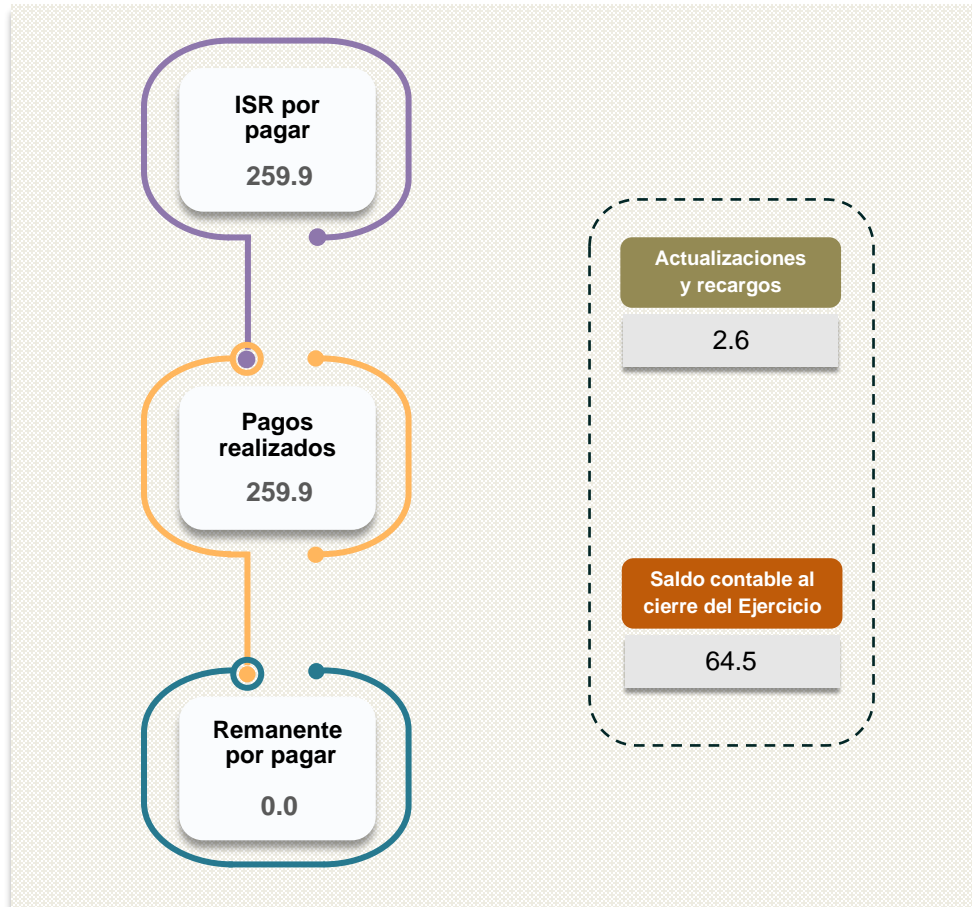 ISR por
pagar
259.9
Pagos
realizados
259.9
Remanente
por pagar
0.0
Actualizaciones
y recargos
2.6
Saldo contable al
cierre del Ejercicio
64.5